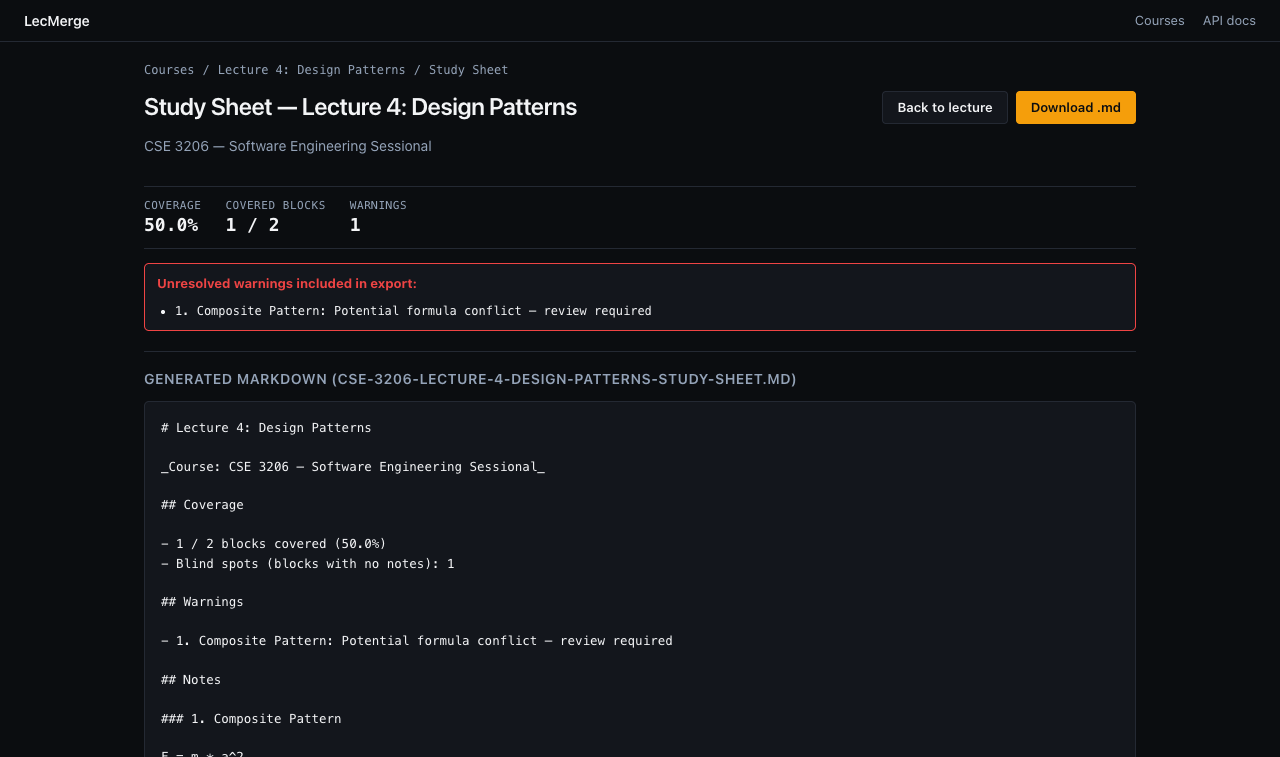 LecMerge
Courses API docs
Courses / Lecture 4: Design Patterns / Study Sheet
Study Sheet — Lecture 4: Design Patterns
Back to lecture
Download .md
CSE 3206 — Software Engineering Sessional
COVERAGE COVERED BLOCKS WARNINGS
50.0% 1 / 2 1
Unresolved warnings included in export:
• 1. Composite Pattern: Potential formula conflict — review required
GENERATED MARKDOWN (CSE-3206-LECTURE-4-DESIGN-PATTERNS-STUDY-SHEET.MD)
# Lecture 4: Design Patterns
_Course: CSE 3206 — Software Engineering Sessional_
## Coverage
- 1 / 2 blocks covered (50.0%)
- Blind spots (blocks with no notes): 1
## Warnings
- 1. Composite Pattern: Potential formula conflict — review required
## Notes
### 1. Composite Pattern